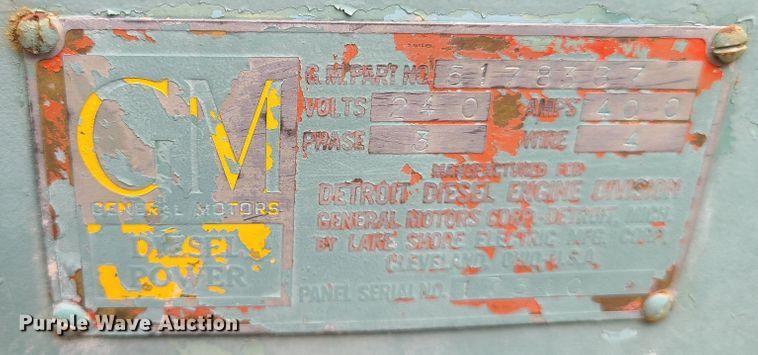 GM
GENERAL MOTORS
DIESEL
POWER
G.M. PART NO. 5178387
VOLTS 240 AMPS 400
PHASE 3 WIRE 4
MANUFACTURED FOR
DETROIT DIESEL ENGINE DIVISION
GENERAL MOTORS CORP. DETROIT, MICH.
BY LAKE SHORE ELECTRIC MFG. CORP.
CLEVELAND, OHIO, U.S.A.
PANEL SERIAL NO.
Purple Wave Auction